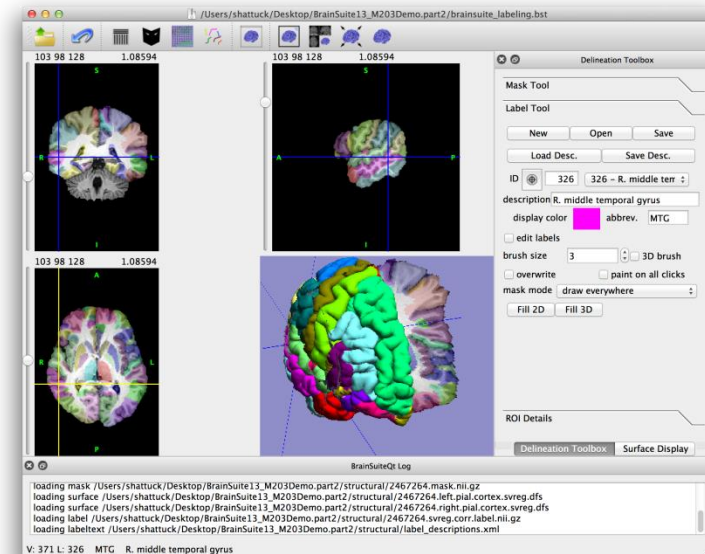 /Users/shattuck/Desktop/BrainSuite13_M203Demo.part2/brainsuite_labeling.bst
103 98 128 1.08594
103 98 128 1.08594
Delineation Toolbox
S
S
Mask Tool
Label Tool
New Open Save
Load Desc. Save Desc.
R L
A P
ID 326 326 - R. middle tem
description R. middle temporal gyrus
display color abbrev. MTG
edit labels
I
I
brush size 3 3D brush
103 98 128 1.08594
overwrite paint on all clicks
A
mask mode draw everywhere
Fill 2D Fill 3D
R L
ROI Details
P
Delineation Toolbox Surface Display
BrainSuiteQt Log
loading mask /Users/shattuck/Desktop/BrainSuite13_M203Demo.part2/structural/2467264.mask.nii.gz
loading surface /Users/shattuck/Desktop/BrainSuite13_M203Demo.part2/structural/2467264.left.pial.cortex.svreg.dfs
loading surface /Users/shattuck/Desktop/BrainSuite13_M203Demo.part2/structural/2467264.right.pial.cortex.svreg.dfs
loading label /Users/shattuck/Desktop/BrainSuite13_M203Demo.part2/structural/2467264.svreg.corr.label.nii.gz
loading labeltext /Users/shattuck/Desktop/BrainSuite13_M203Demo.part2/structural/label_descriptions.xml
V: 371 L: 326 MTG R. middle temporal gyrus